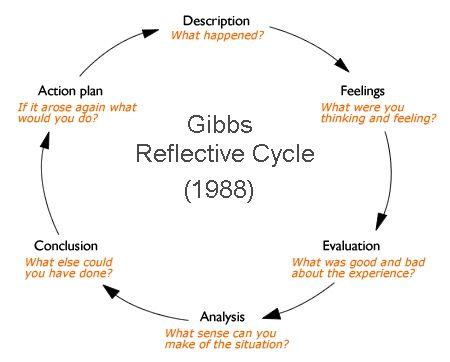 Description
What happened?
Feelings
What were you
thinking and feeling?
Evaluation
What was good and bad
about the experience?
Analysis
What sense can you
make of the situation?
Conclusion
What else could
you have done?
Action plan
If it arose again what
would you do?
Gibbs
Reflective Cycle
(1988)